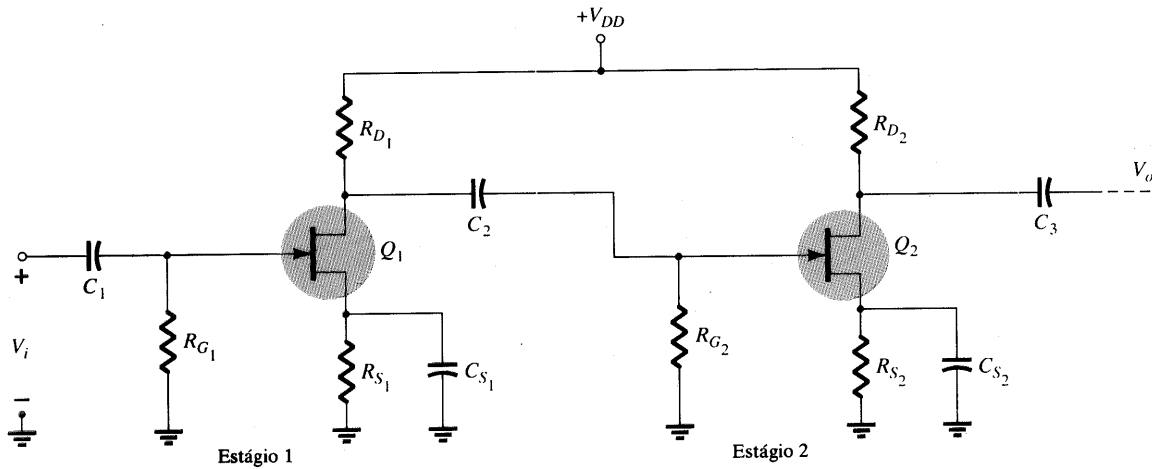 +V_DD
R_D1
R_D2
V_o
C_2
C_3
Q_1
Q_2
+
C_1
V_i
R_G1
R_S1
C_S1
R_G2
R_S2
C_S2
−
Estágio 1
Estágio 2